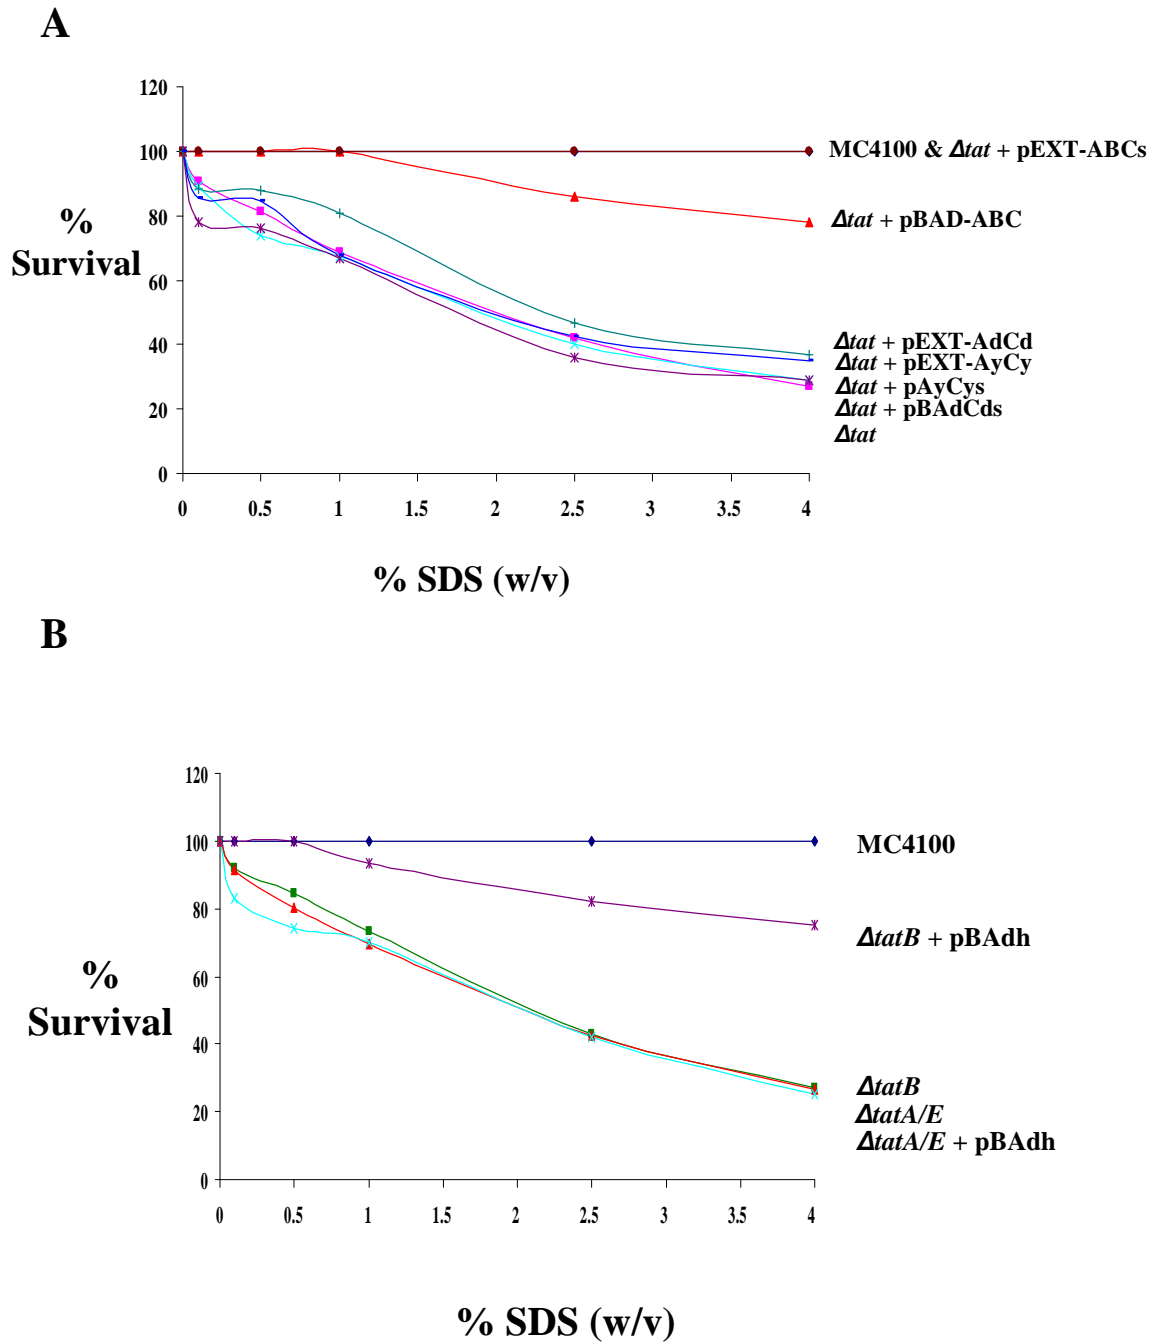 A
120
100
80
60
40
20
0
% Survival
MC4100 & Δtat + pEXT-ABCs
Δtat + pBAD-ABC
Δtat + pEXT-AdCd
Δtat + pEXT-AyCy
Δtat + pAyCys
Δtat + pBAdCds
Δtat
0 0.5 1 1.5 2 2.5 3 3.5 4
% SDS (w/v)
B
120
100
80
60
40
20
0
% Survival
MC4100
ΔtatB + pBAdh
ΔtatB
ΔtatA/E
ΔtatA/E + pBAdh
0 0.5 1 1.5 2 2.5 3 3.5 4
% SDS (w/v)